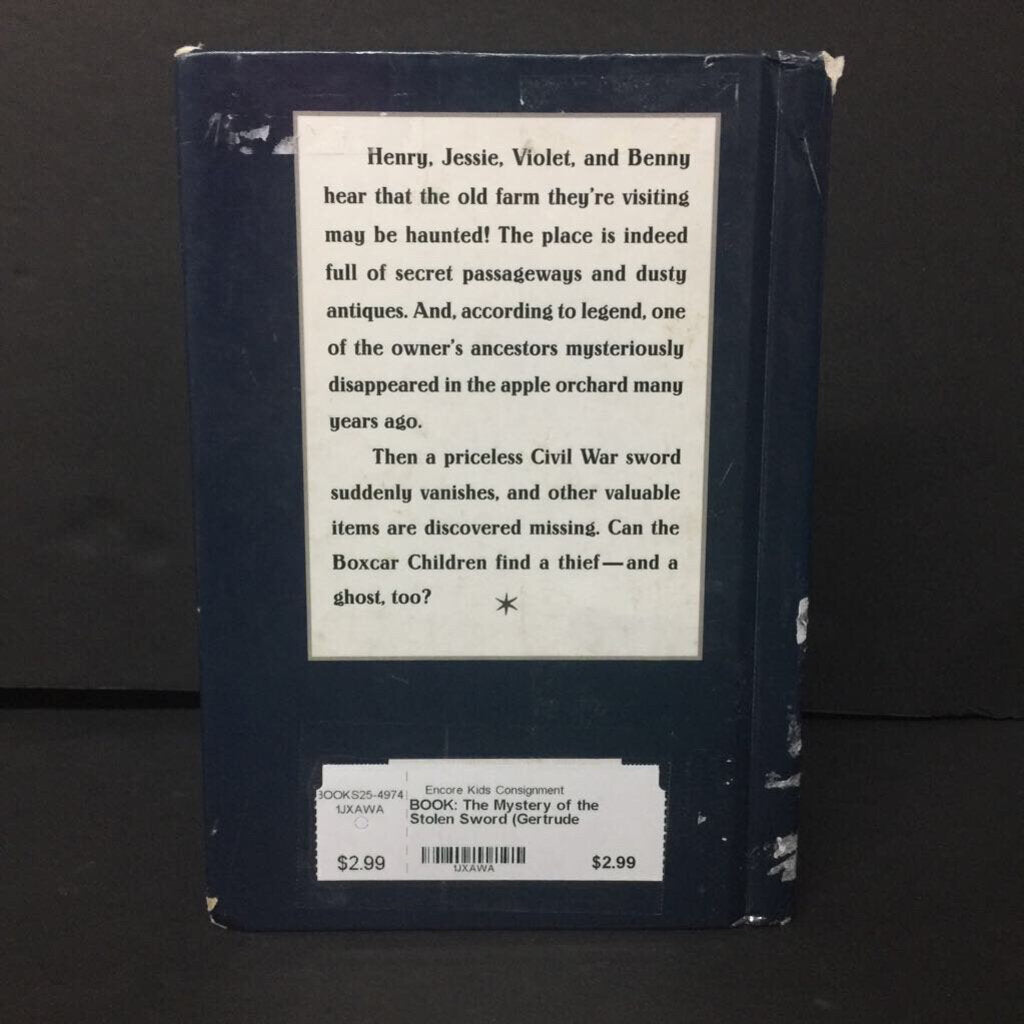 Henry, Jessie, Violet, and Benny
hear that the old farm they're visiting
may be haunted! The place is indeed
full of secret passageways and dusty
antiques. And, according to legend, one
of the owner's ancestors mysteriously
disappeared in the apple orchard many
years ago.
Then a priceless Civil War sword
suddenly vanishes, and other valuable
items are discovered missing. Can the
Boxcar Children find a thief—and a
ghost, too?
BOOKS25-4974
1JXAWA
$2.99
Encore Kids Consignment
BOOK: The Mystery of the
Stolen Sword (Gertrude
1JXAWA
$2.99